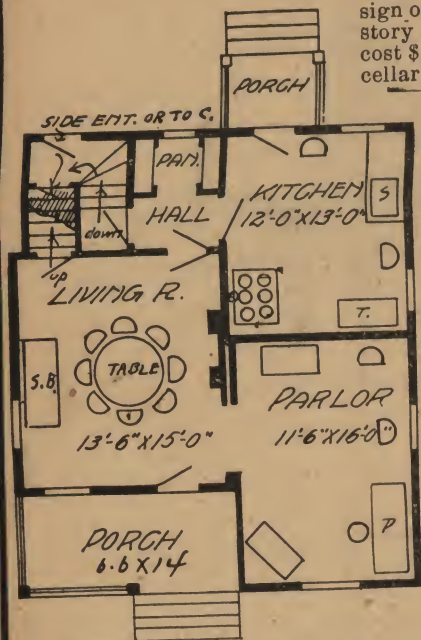 sign o
story
cost $
cellar
PORCH
SIDE ENT. OR TO C.
PAN.
KITCHEN
12'-0"X13'-0"
S
HALL
down
up
LIVING R.
T.
S.B.
TABLE
13'-6"X15'-0"
PARLOR
11'-6"X16'-0"
P
PORCH
6.6 X 14